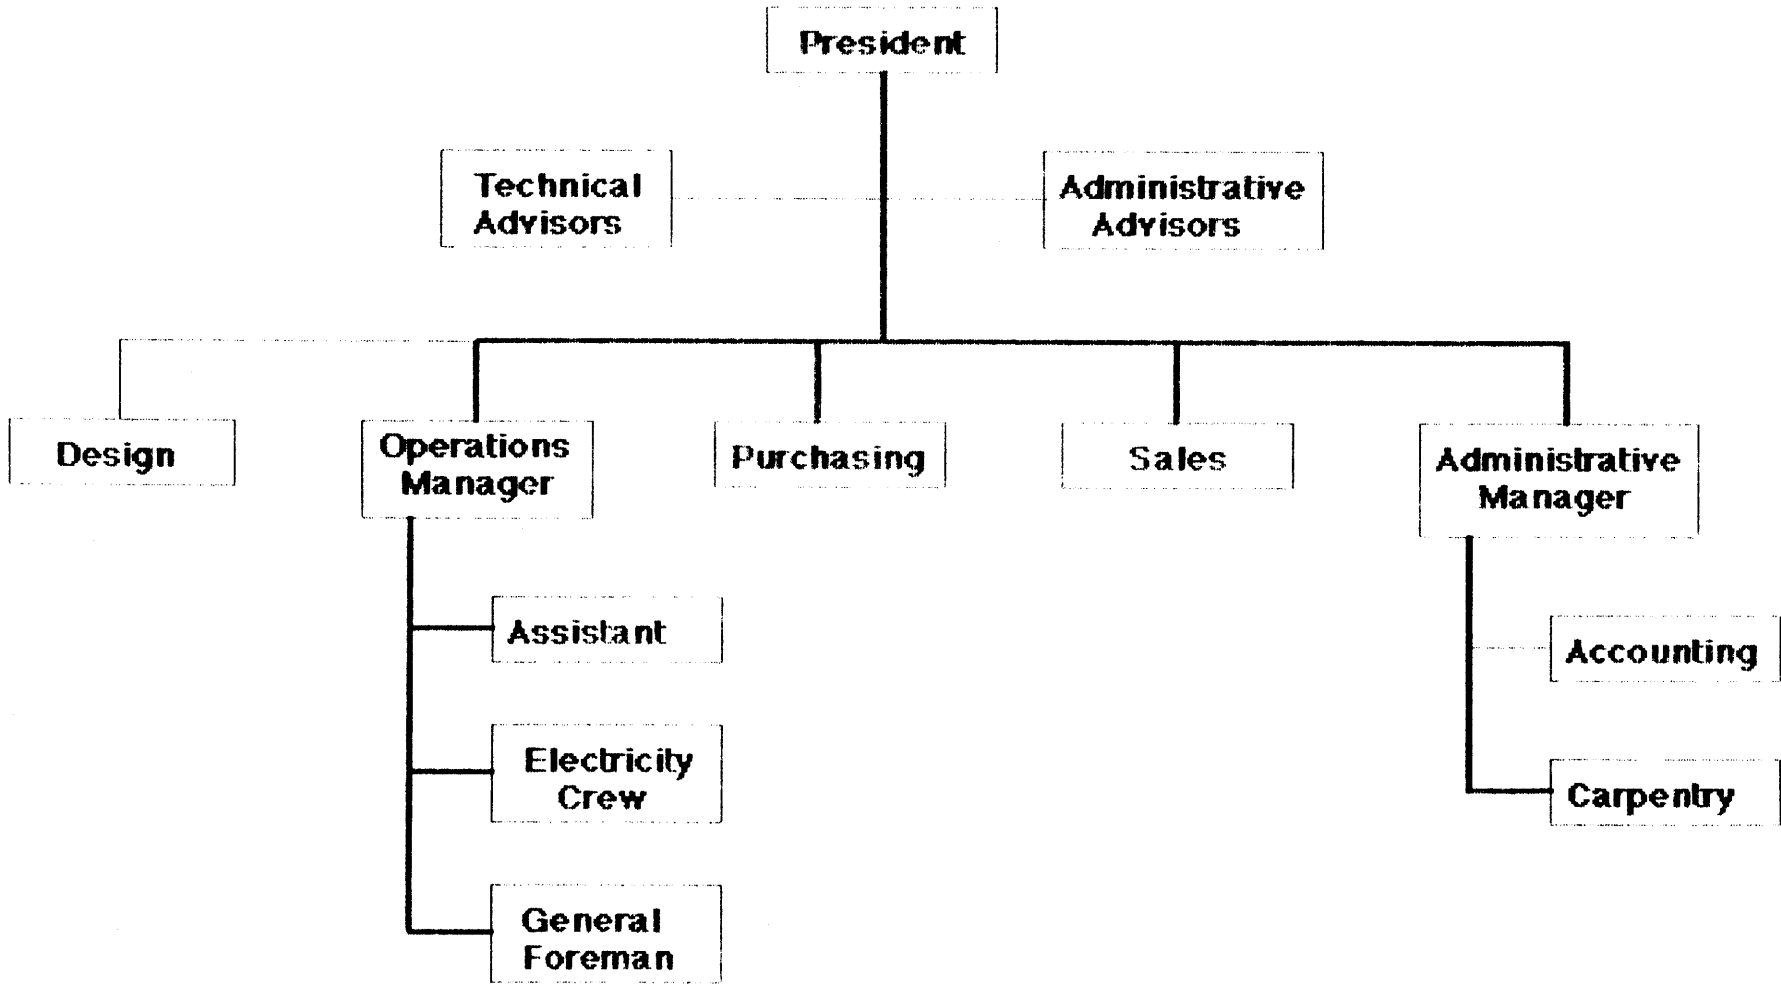 President
Technical
Advisors
Administrative
Advisors
Design
Operations
Manager
Purchasing
Sales
Administrative
Manager
Assistant
Electricity
Crew
General
Foreman
Accounting
Carpentry